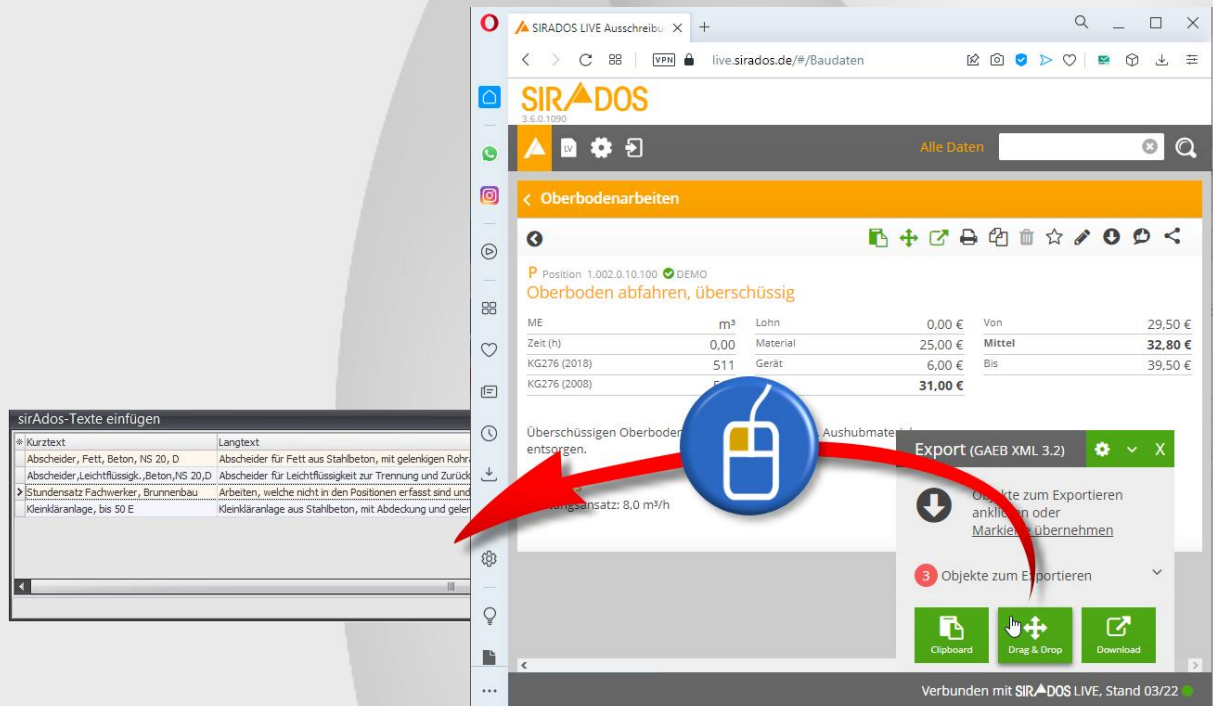 SIRADOS LIVE Ausschreibu
VPN
live.sirados.de/#/Baudaten
SIRADOS
3.6.0.1090
LV
Alle Daten
Oberbodenarbeiten
P Position 1.002.0.10.100 DEMO
Oberboden abfahren, überschüssig
ME m³ Lohn 0,00 € Von 29,50 €
Zeit (h) 0,00 Material 25,00 € Mittel 32,80 €
KG276 (2018) 511 Gerät 6,00 € Bis 39,50 €
KG276 (2008) 31,00 €
Überschüssigen Oberboden Aushubmaterial
entsorgen.
8,0 m³/h
Export (GAEB XML 3.2) X
Objekte zum Exportieren
anklicken oder
Markierte übernehmen
3 Objekte zum Exportieren
Clipboard Drag & Drop Download
Verbunden mit SIRADOS LIVE, Stand 03/22
sirAdos-Texte einfügen
Kurztext Langtext
Abscheider, Fett, Beton, NS 20, D Abscheider für Fett aus Stahlbeton, mit gelenkigen Rohr
Abscheider,Leichtflüssigk.,Beton,NS 20,D Abscheider für Leichtflüssigkeit zur Trennung und Zurück
Stundensatz Fachwerker, Brunnenbau Arbeiten, welche nicht in den Positionen erfasst sind und
Kleinkläranlage, bis 50 E Kleinkläranlage aus Stahlbeton, mit Abdeckung und gele